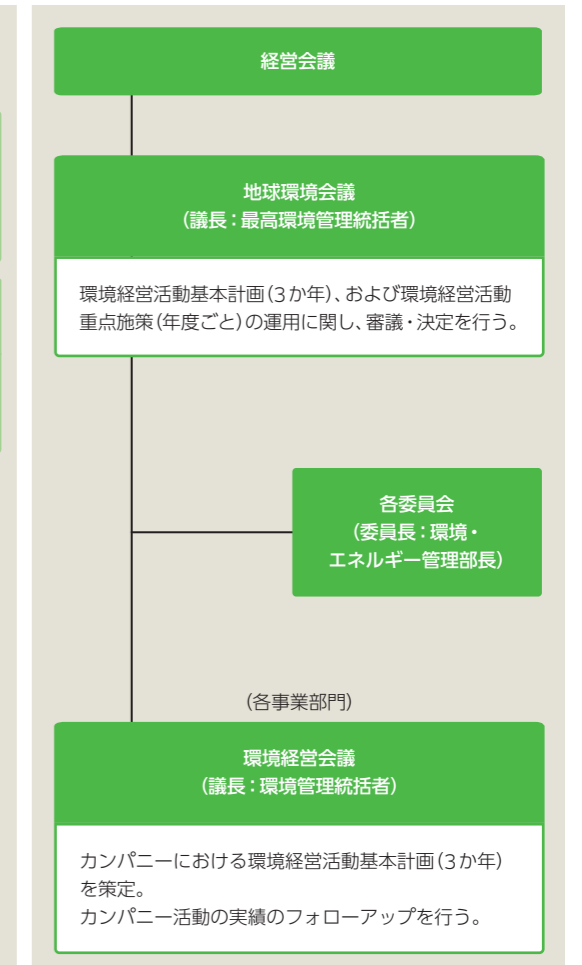 経営会議
地球環境会議
(議長：最高環境管理統括者)
環境経営活動基本計画(3か年)、および環境経営活動
重点施策(年度ごと)の運用に関し、審議・決定を行う。
各委員会
(委員長：環境・
エネルギー管理部長)
(各事業部門)
環境経営会議
(議長：環境管理統括者)
カンパニーにおける環境経営活動基本計画(3か年)
を策定。
カンパニー活動の実績のフォローアップを行う。